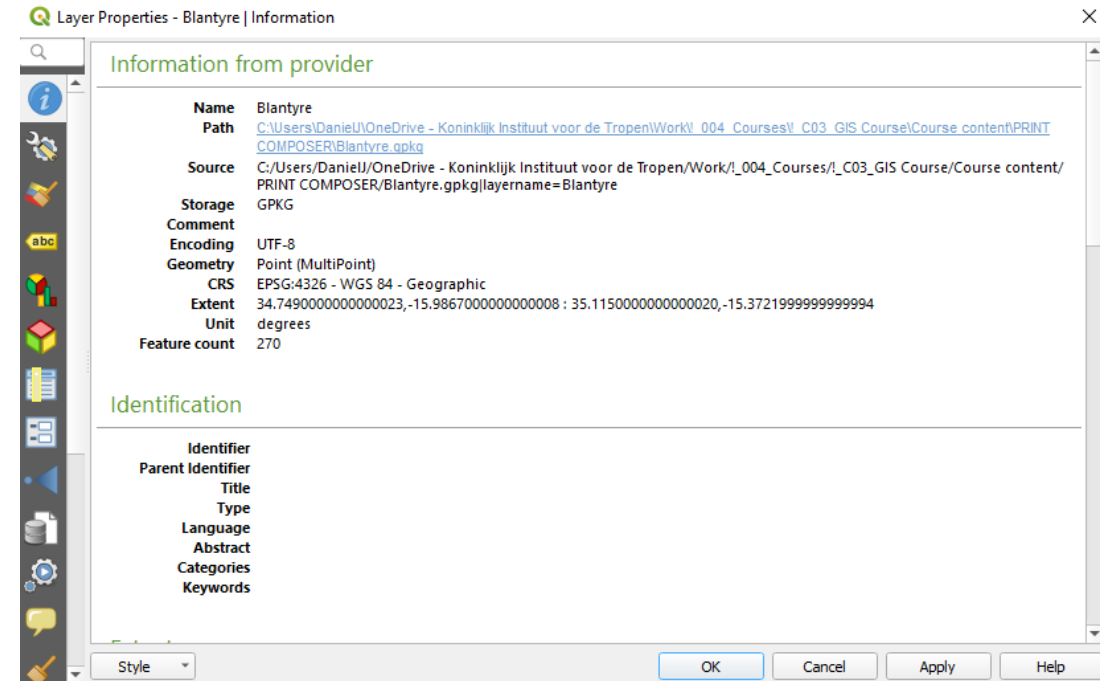 Layer Properties - Blantyre | Information
Information from provider
Name Blantyre
Path C:\Users\DanielJ\OneDrive - Koninklijk Instituut voor de Tropen\Work\!_004_Courses\!_C03_GIS Course\Course content\PRINT
COMPOSER\Blantyre.gpkg
Source C:/Users/DanielJ/OneDrive - Koninklijk Instituut voor de Tropen/Work/!_004_Courses/!_C03_GIS Course/Course content/
PRINT COMPOSER/Blantyre.gpkg|layername=Blantyre
Storage GPKG
Comment
Encoding UTF-8
Geometry Point (MultiPoint)
CRS EPSG:4326 - WGS 84 - Geographic
Extent 34.7490000000000023,-15.9867000000000008 : 35.1150000000000020,-15.3721999999999994
Unit degrees
Feature count 270
abc
Identification
Identifier
Parent Identifier
Title
Type
Language
Abstract
Categories
Keywords
Style OK Cancel Apply Help